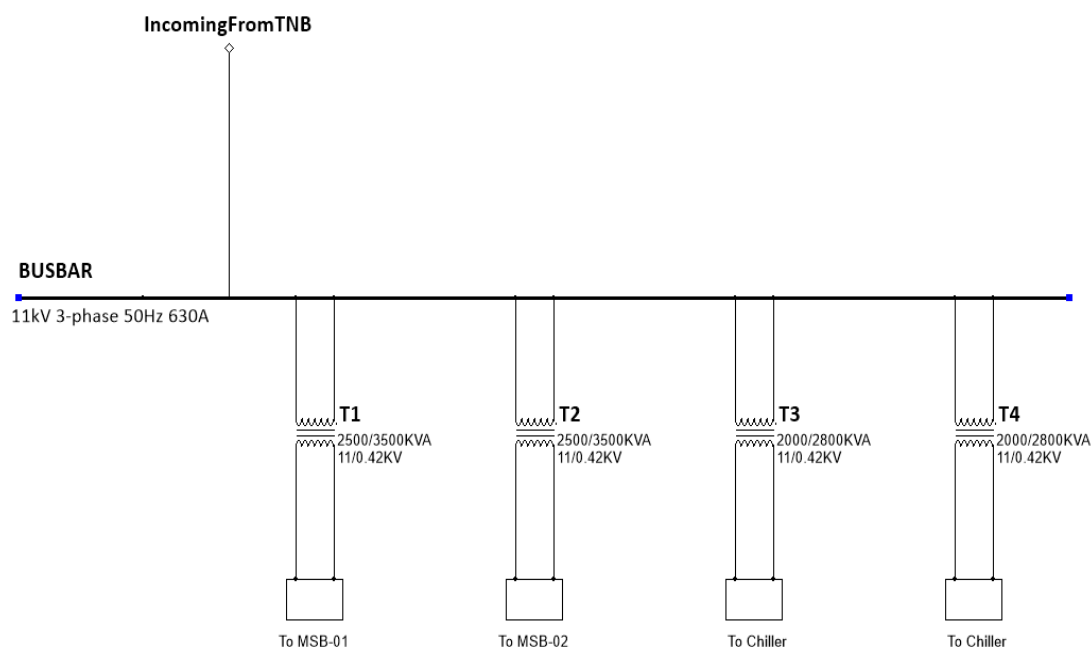 IncomingFromTNB
BUSBAR
11kV 3-phase 50Hz 630A
T1
2500/3500KVA
11/0.42KV
T2
2500/3500KVA
11/0.42KV
T3
2000/2800KVA
11/0.42KV
T4
2000/2800KVA
11/0.42KV
To MSB-01
To MSB-02
To Chiller
To Chiller